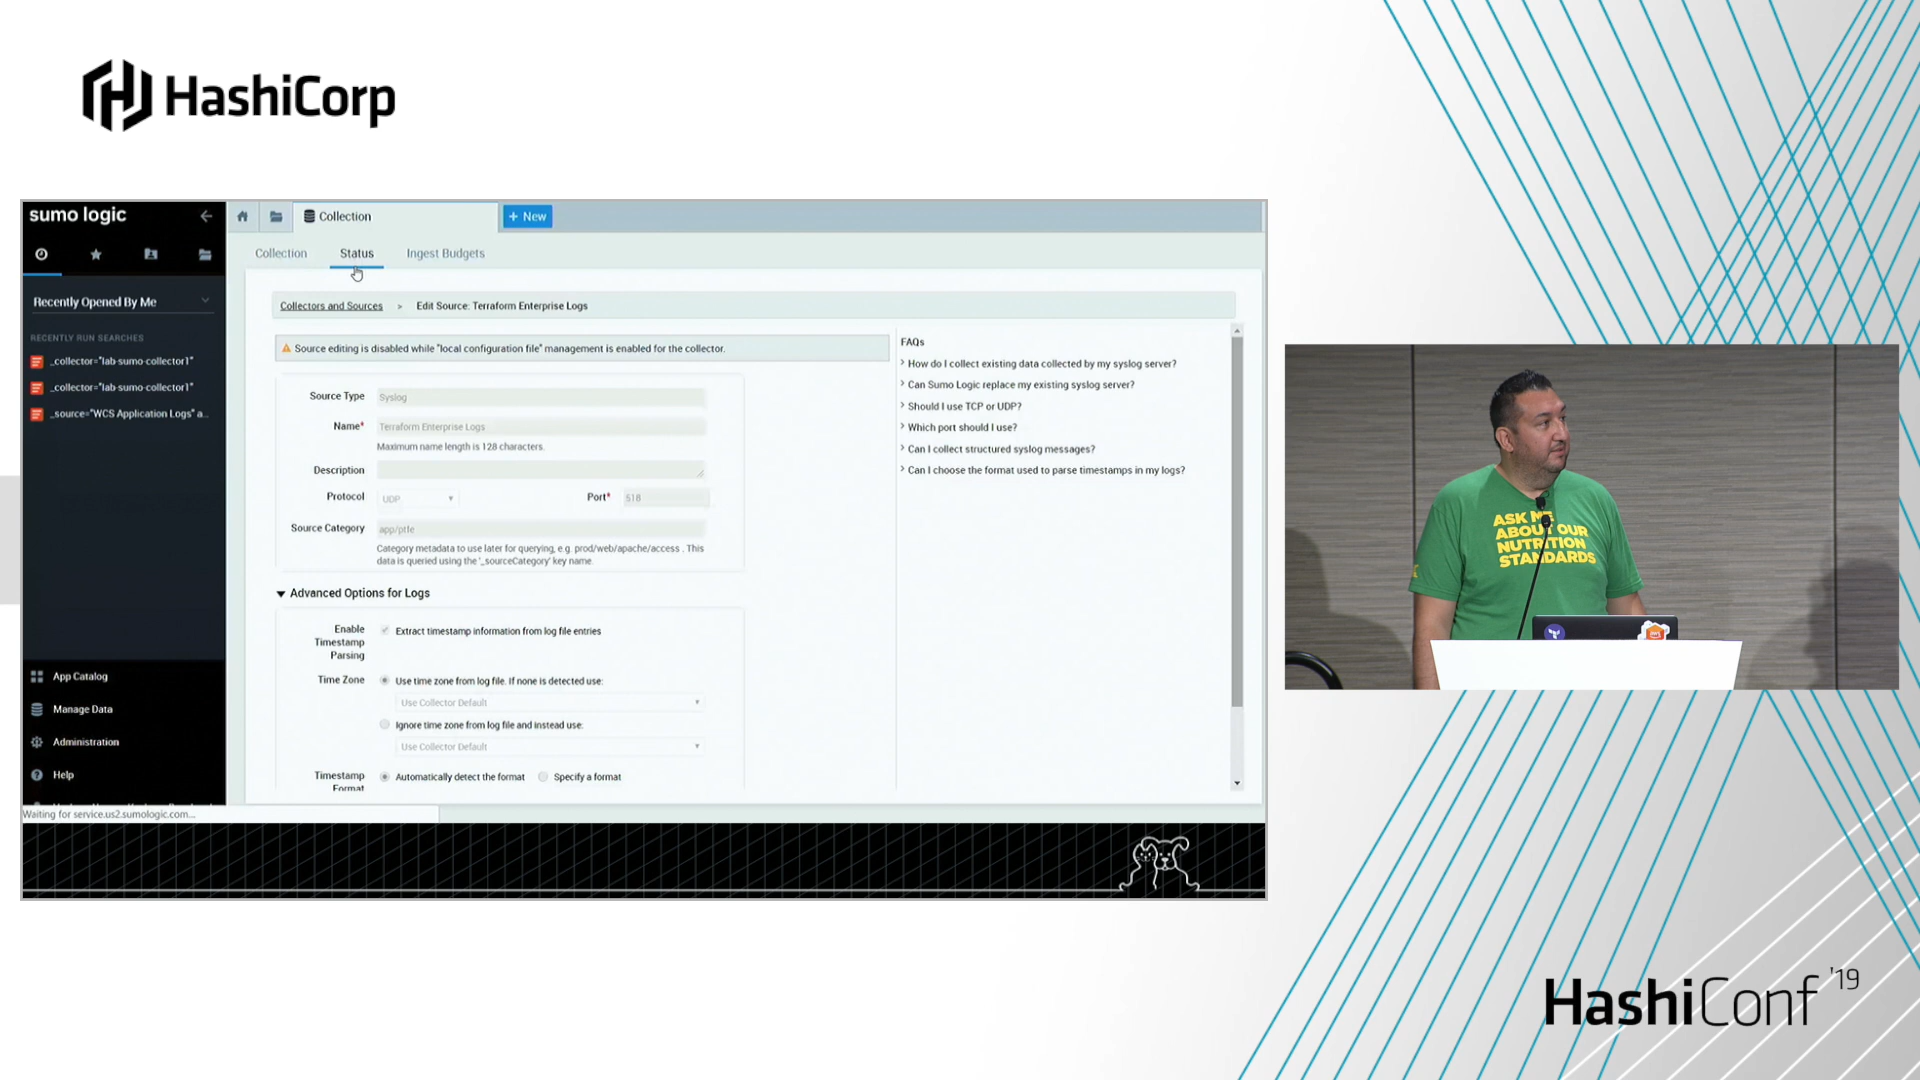 HashiCorp
sumo logic
Collection
+ New
Collection
Status
Ingest Budgets
Recently Opened By Me
RECENTLY RUN SEARCHES
_collector="lab-sumo-collector1"
_collector="lab-sumo-collector1"
_source="WCS Application Logs" a...
App Catalog
Manage Data
Administration
Help
Waiting for service.us2.sumologic.com...
Collectors and Sources > Edit Source: Terraform Enterprise Logs
Source editing is disabled while "local configuration file" management is enabled for the collector.
Source Type Syslog
Name* Terraform Enterprise Logs
Maximum name length is 128 characters.
Description
Protocol UDP Port* 518
Source Category app/ptfe
Category metadata to use later for querying, e.g. prod/web/apache/access . This
data is queried using the '_sourceCategory' key name.
Advanced Options for Logs
Enable
Timestamp
Parsing
Extract timestamp information from log file entries
Time Zone Use time zone from log file. If none is detected use:
Use Collector Default
Ignore time zone from log file and instead use:
Use Collector Default
Timestamp
Format
Automatically detect the format Specify a format
FAQs
How do I collect existing data collected by my syslog server?
Can Sumo Logic replace my existing syslog server?
Should I use TCP or UDP?
Which port should I use?
Can I collect structured syslog messages?
Can I choose the format used to parse timestamps in my logs?
ASK ME
ABOUT OUR
NUTRITION
STANDARDS
aws
HashiConf '19